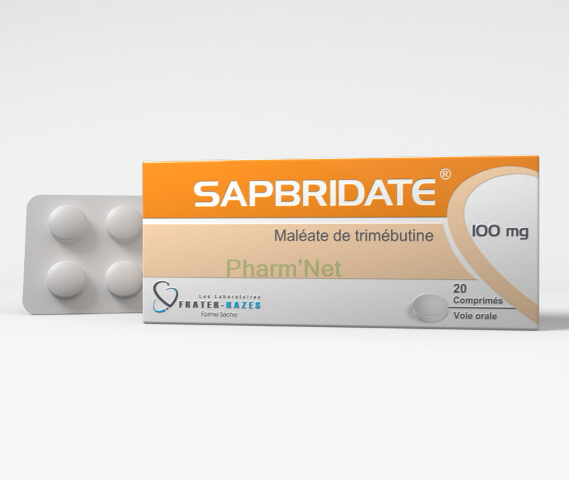 SAPBRIDATE®
Maléate de trimébutine
100 mg
Pharm'Net
Les Laboratoires
FRATER-RAZES
Forme Sèche
20
Comprimés
Voie orale